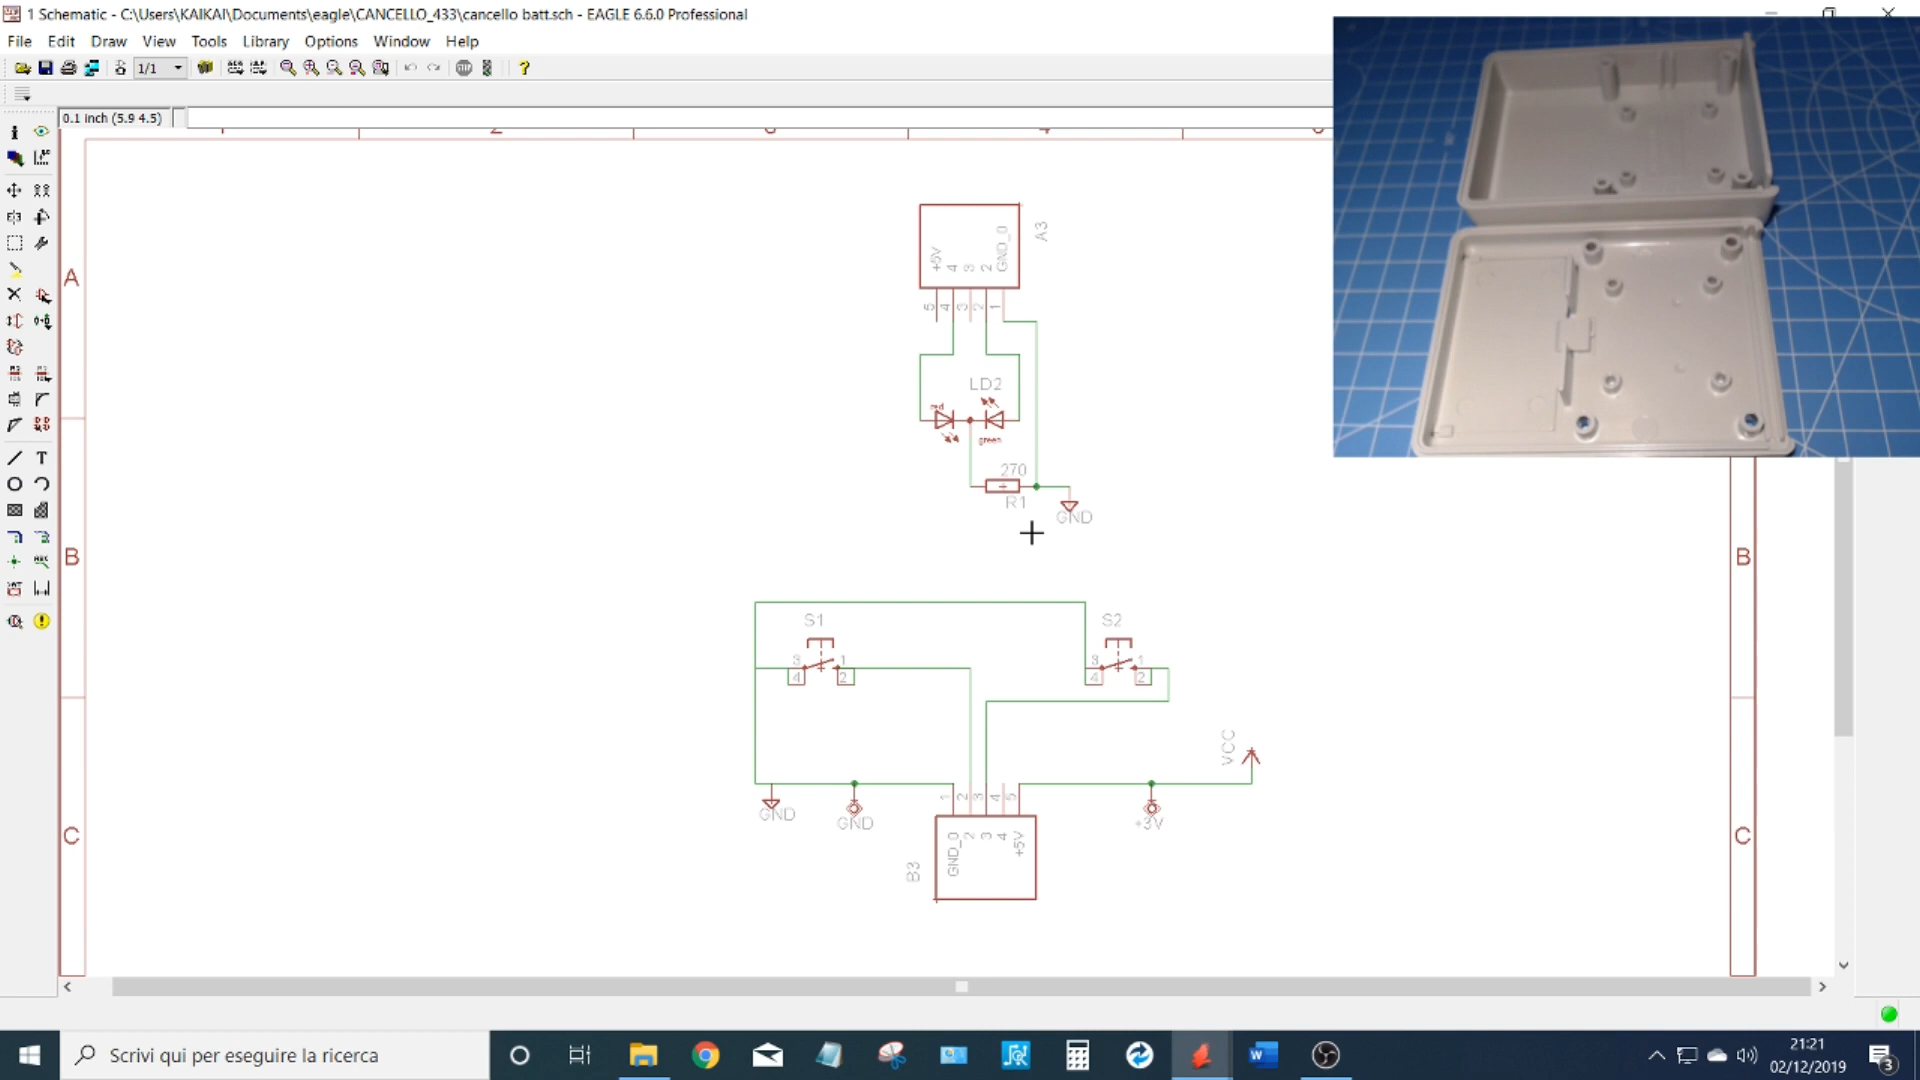 1 Schematic - C:\Users\KAIKAI\Documents\eagle\CANCELLO_433\cancello batt.sch - EAGLE 6.6.0 Professional
File Edit Draw View Tools Library Options Window Help
1/1
0.1 inch (5.9 4.5)
A
+5V 4 3 2 GND_0
A3
5 4 3 2 1
LD2
red
green
270
R1
GND
B
B
S1
S2
3 1
4 2
3 1
4 2
VCC
GND
GND
1 2 3 4 5
+3V
C
C
GND_0 2 3 4 +5V
B3
Scrivi qui per eseguire la ricerca
21:21
02/12/2019
3